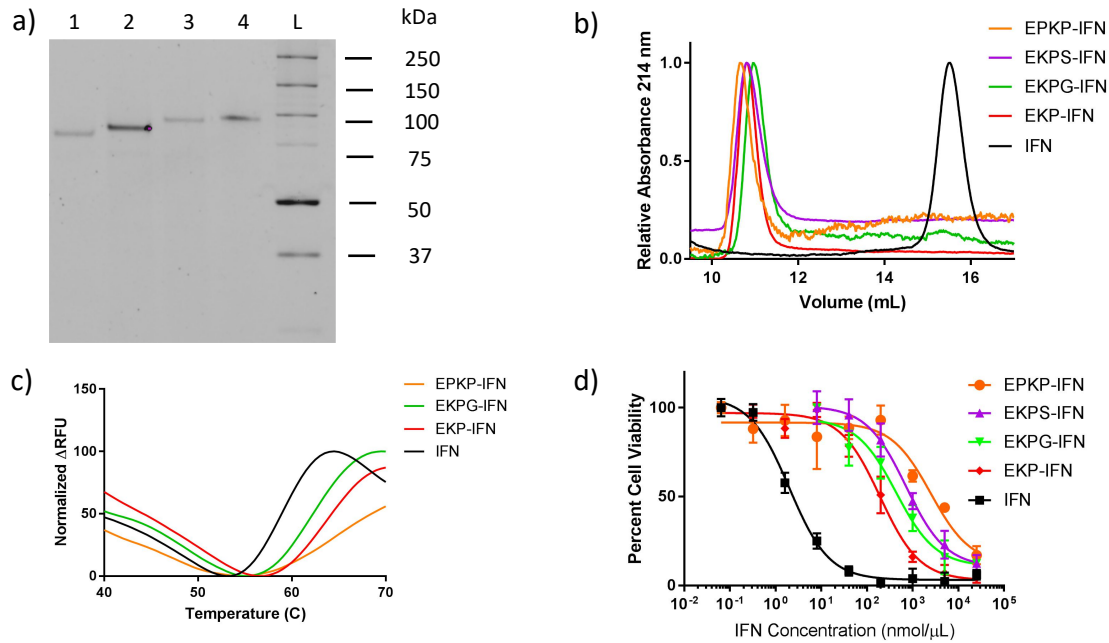 a)
1 2 3 4 L kDa
250
150
100
75
50
37
b)
Relative Absorbance 214 nm
1.0
0.5
0.0
10 12 14 16
Volume (mL)
EPKP-IFN
EKPS-IFN
EKPG-IFN
EKP-IFN
IFN
c)
Normalized ΔRFU
150
100
50
0
40 50 60 70
Temperature (C)
EPKP-IFN
EKPG-IFN
EKP-IFN
IFN
d)
Percent Cell Viability
100
50
0
10⁻² 10⁻¹ 10⁰ 10¹ 10² 10³ 10⁴ 10⁵
IFN Concentration (nmol/µL)
EPKP-IFN
EKPS-IFN
EKPG-IFN
EKP-IFN
IFN